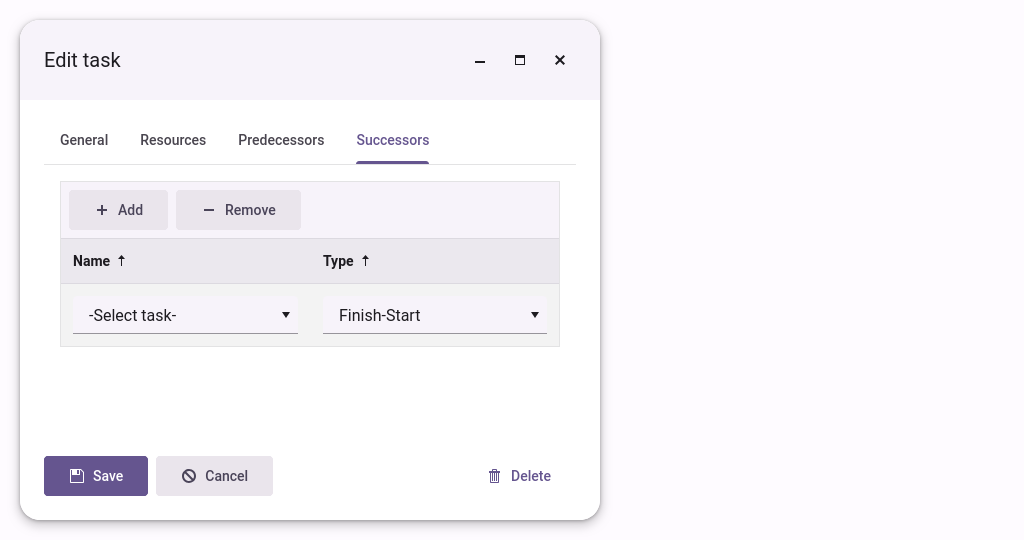 Edit task
General Resources Predecessors Successors
Add Remove
Name Type
-Select task- Finish-Start
Save Cancel Delete